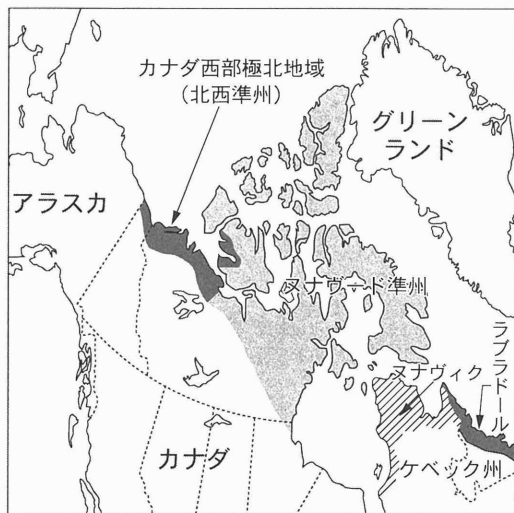 カナダ西部極北地域
(北西準州)
グリーン
ランド
アラスカ
ヌナヴード準州
ラブラドール
ヌナヴィク
ケベック州
カナダ